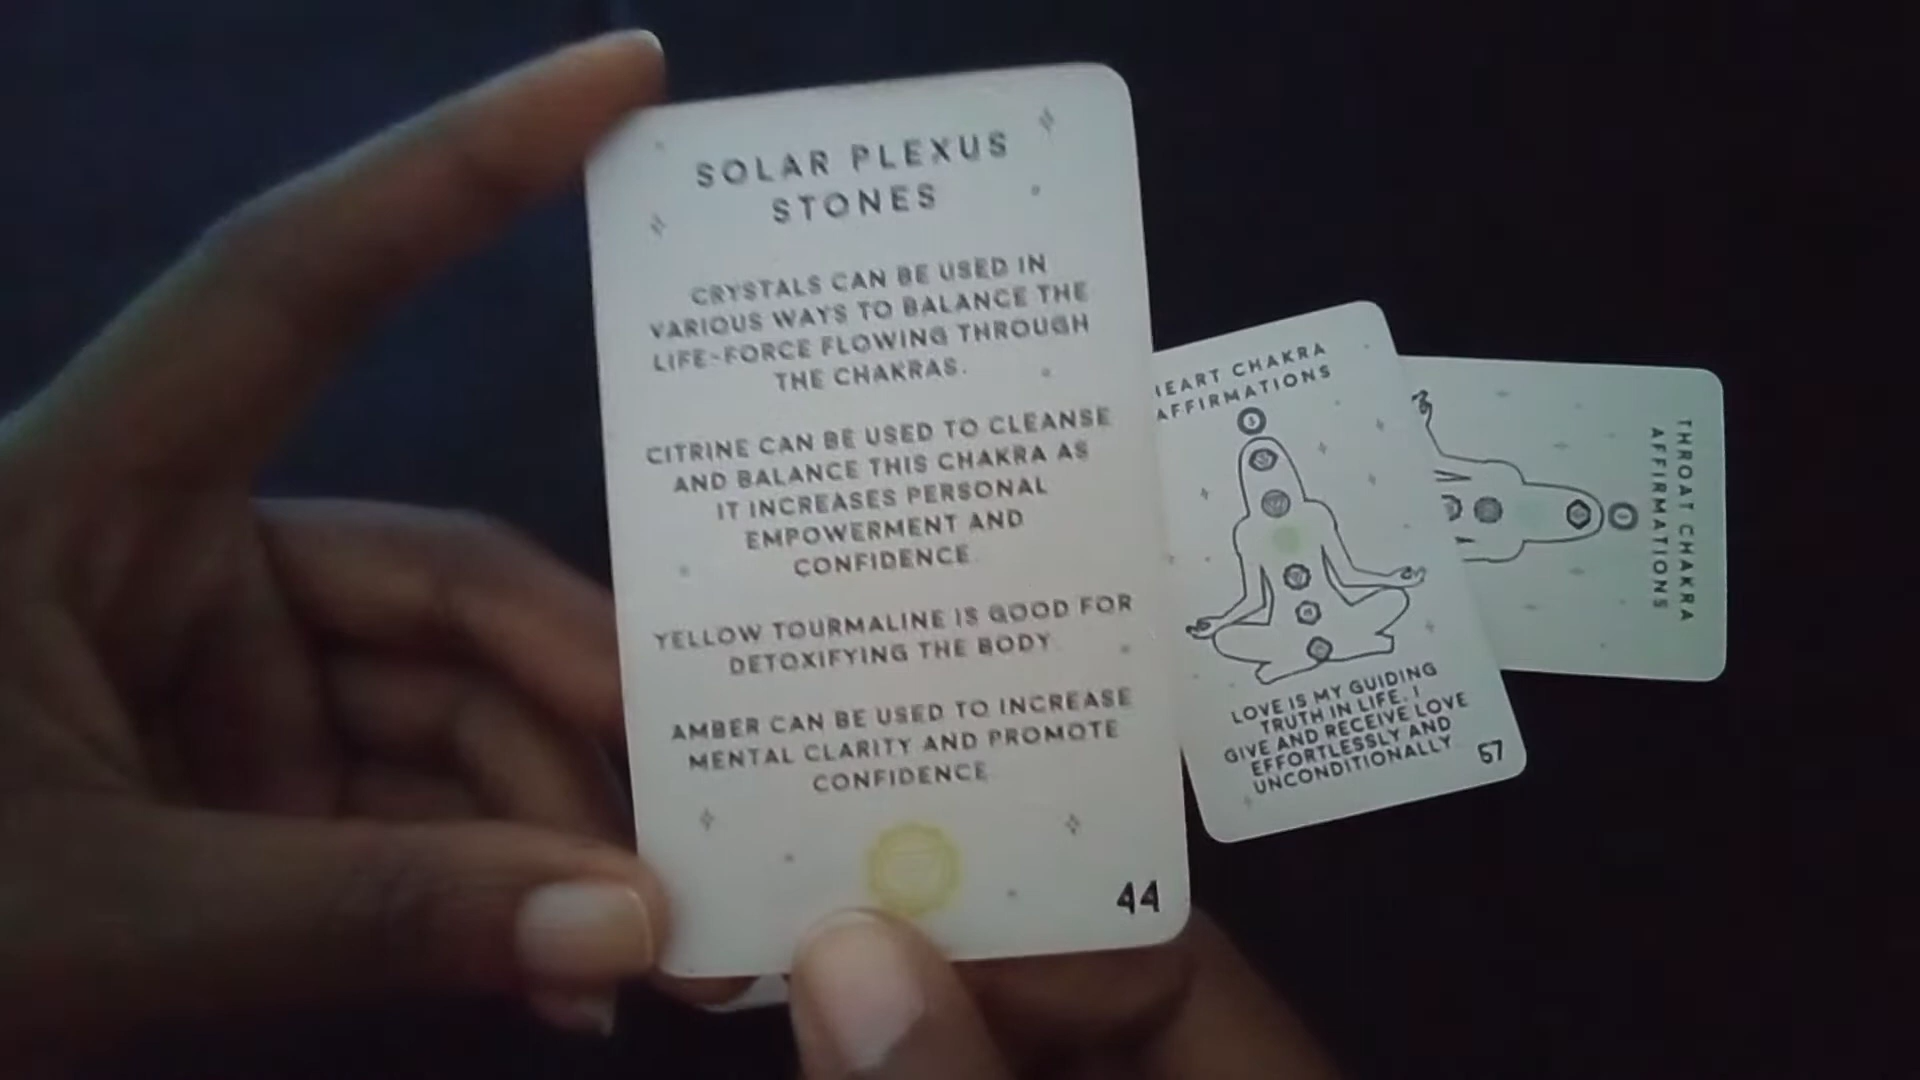 SOLAR PLEXUS
STONES
CRYSTALS CAN BE USED IN
VARIOUS WAYS TO BALANCE THE
LIFE-FORCE FLOWING THROUGH
THE CHAKRAS.
CITRINE CAN BE USED TO CLEANSE
AND BALANCE THIS CHAKRA AS
IT INCREASES PERSONAL
EMPOWERMENT AND
CONFIDENCE.
YELLOW TOURMALINE IS GOOD FOR
DETOXIFYING THE BODY.
AMBER CAN BE USED TO INCREASE
MENTAL CLARITY AND PROMOTE
CONFIDENCE.
44
HEART CHAKRA
AFFIRMATIONS
LOVE IS MY GUIDING
TRUTH IN LIFE. I
GIVE AND RECEIVE LOVE
EFFORTLESSLY AND
UNCONDITIONALLY.
57
THROAT CHAKRA
AFFIRMATIONS